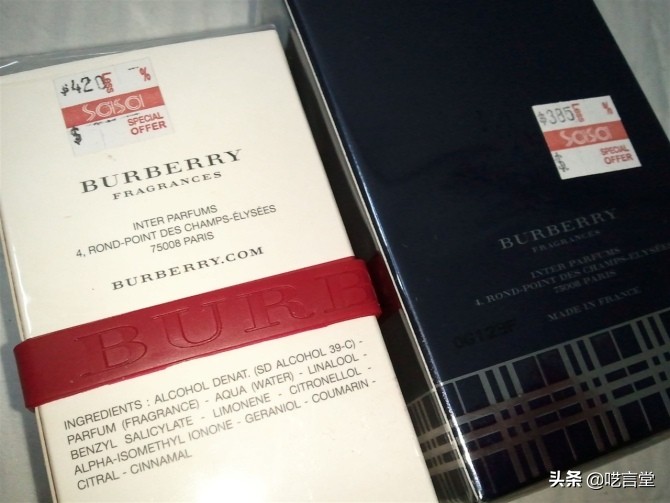 $420
LESS
%
sasa
$
SPECIAL
OFFER
BURBERRY
FRAGRANCES
INTER PARFUMS
4, ROND-POINT DES CHAMPS-ÉLYSÉES
75008 PARIS
BURBERRY.COM
BURB
INGREDIENTS : ALCOHOL DENAT. (SD ALCOHOL 39-C) -
PARFUM (FRAGRANCE) - AQUA (WATER) - LINALOOL -
BENZYL SALICYLATE - LIMONENE - CITRONELLOL -
ALPHA-ISOMETHYL IONONE - GERANIOL - COUMARIN -
CITRAL - CINNAMAL
$385
%
sasa
SPECIAL
OFFER
BURBERRY
FRAGRANCES
INTER PARFUMS
4, ROND-POINT DES CHAMPS-ÉLYSÉE
75008 PARIS
MADE IN FRANCE
头条 @呓言堂